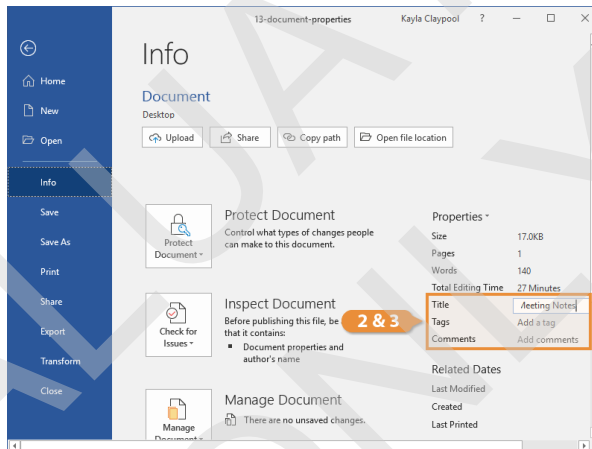 13-document-properties
Kayla Claypool
?
Info
Home
New
Open
Info
Save
Save As
Print
Share
Export
Transform
Close
Document
Desktop
Upload
Share
Copy path
Open file location
Protect Document
Protect Document
Control what types of changes people
can make to this document.
Check for
Issues
Inspect Document
Before publishing this file, be
that it contains:
Document properties and
author's name
2 & 3
Manage
Document
Manage Document
There are no unsaved changes.
Properties
Size 17.0KB
Pages 1
Words 140
Total Editing Time 27 Minutes
Title Meeting Notes
Tags Add a tag
Comments Add comments
Related Dates
Last Modified
Created
Last Printed